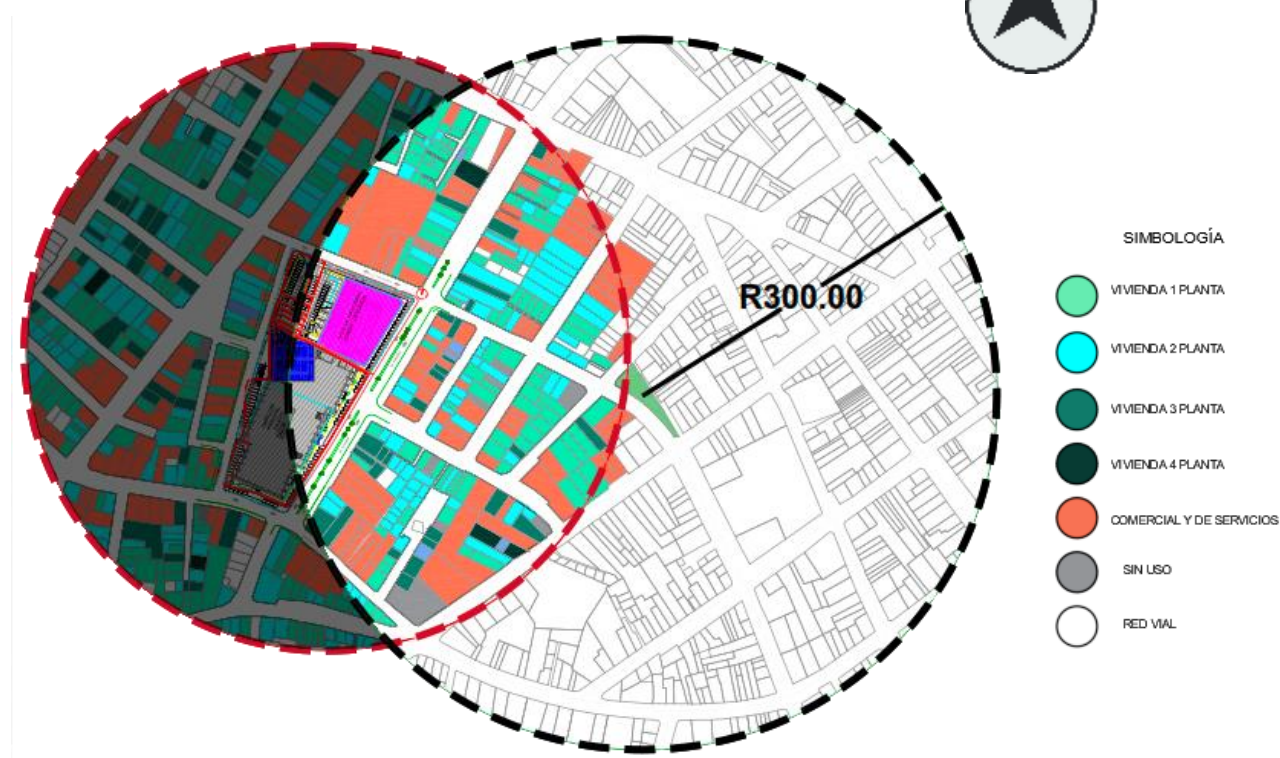 R300.00
SIMBOLOGÍA
VIVIENDA 1 PLANTA
VIVIENDA 2 PLANTA
VIVIENDA 3 PLANTA
VIVIENDA 4 PLANTA
COMERCIAL Y DE SERVICIOS
SIN USO
RED VIAL